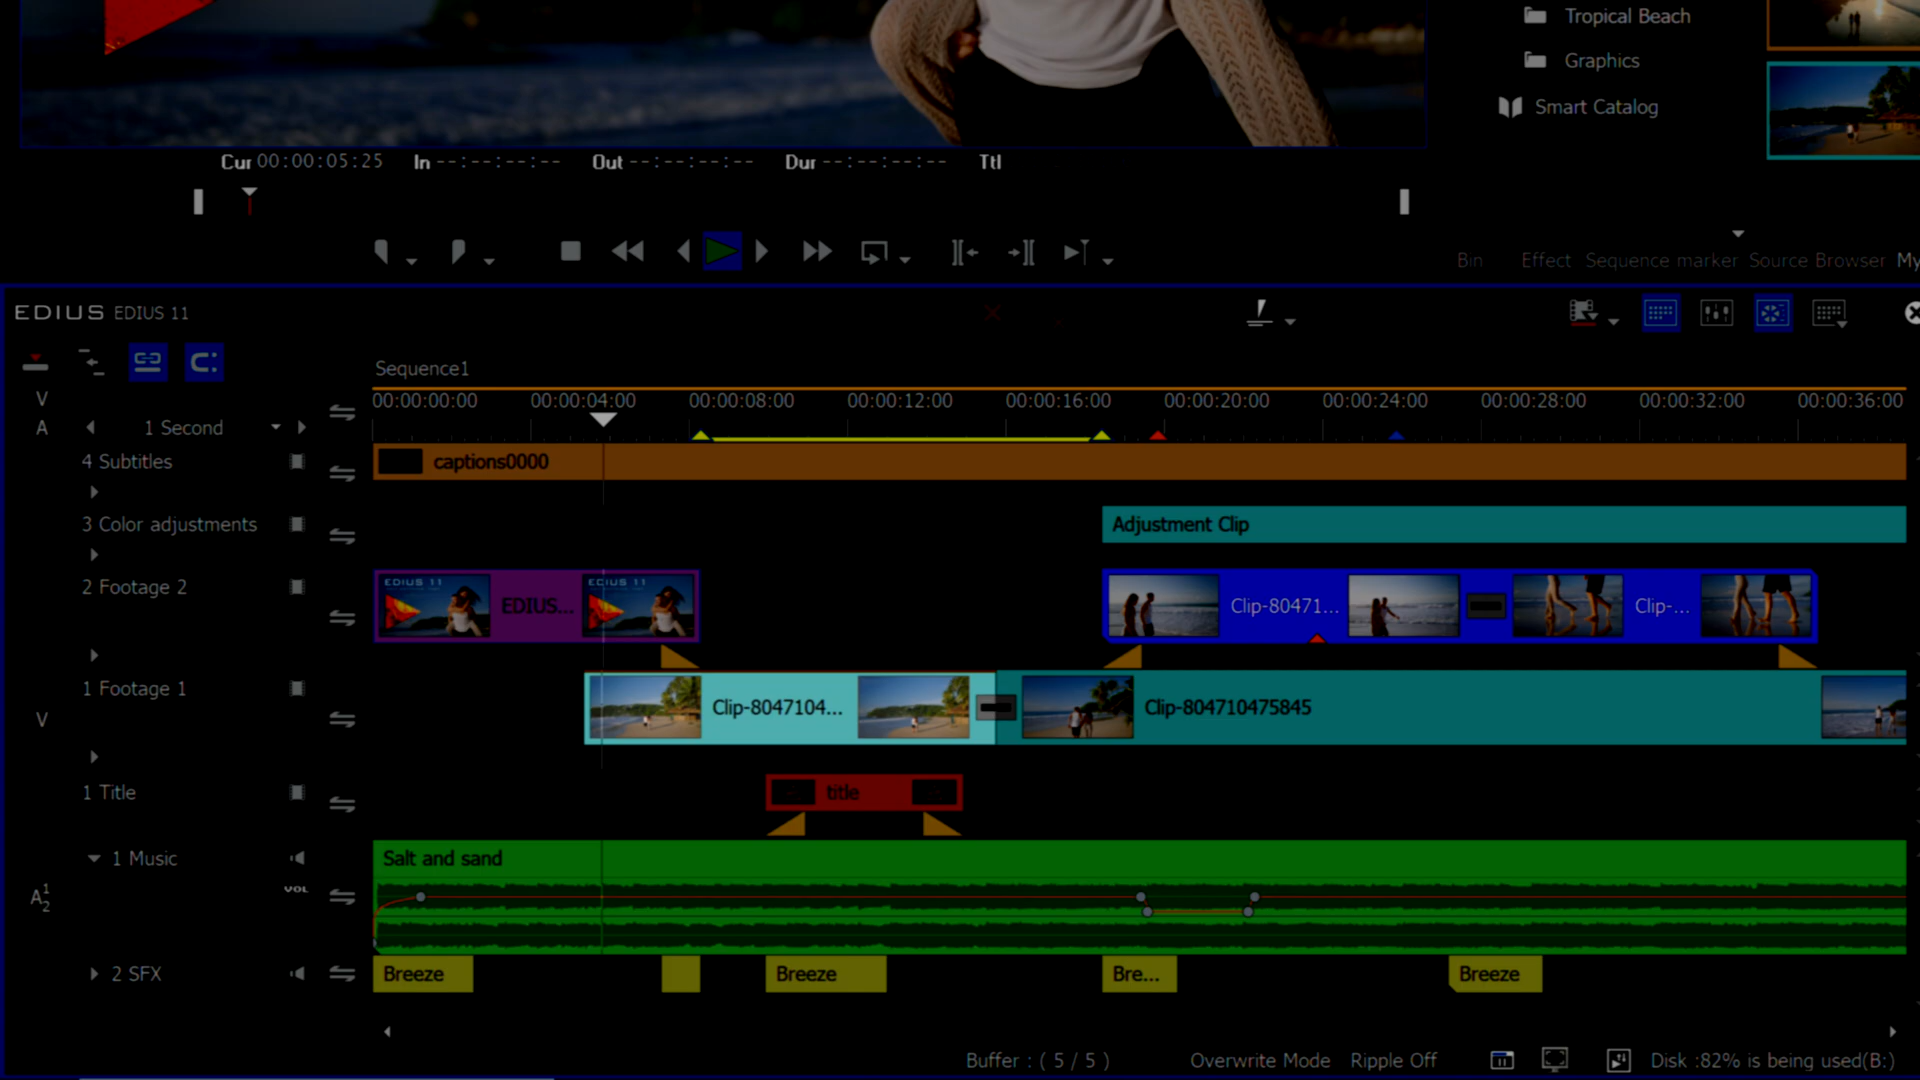 Tropical Beach
Graphics
Smart Catalog
Cur 00:00:05:25 In --:--:--:-- Out --:--:--:-- Dur --:--:--:-- Ttl
Bin Effect Sequence marker Source Browser My
EDIUS EDIUS 11
Sequence1
V
A
1 Second
00:00:00:00 00:00:04:00 00:00:08:00 00:00:12:00 00:00:16:00 00:00:20:00 00:00:24:00 00:00:28:00 00:00:32:00 00:00:36:00
4 Subtitles captions0000
3 Color adjustments Adjustment Clip
2 Footage 2 EDIUS 11 EDIUS... EDIUS 11 Clip-80471... Clip-...
V
1 Footage 1 Clip-8047104... Clip-804710475845
1 Title title
1 Music Salt and sand
VOL
A 1 2
2 SFX Breeze Breeze Bre... Breeze
Buffer : ( 5 / 5 ) Overwrite Mode Ripple Off Disk :82% is being used(B:)